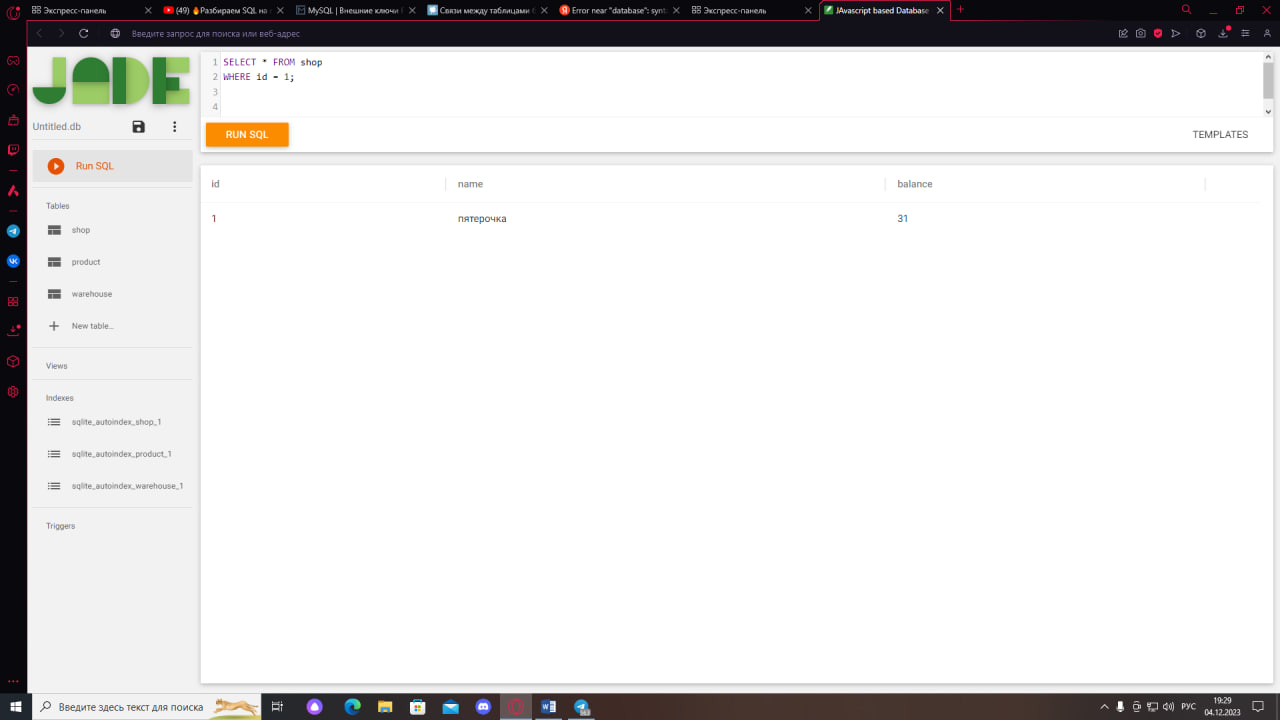 Экспресс-панель
(49) 🔥Разбираем SQL на
MySQL | Внешние ключи
Связи между таблицами б
Error near "database": synta
Экспресс-панель
JAvascript based Database
Введите запрос для поиска или веб-адрес
JADE
Untitled.db
Run SQL
Tables
shop
product
warehouse
New table...
Views
Indexes
sqlite_autoindex_shop_1
sqlite_autoindex_product_1
sqlite_autoindex_warehouse_1
Triggers
1 SELECT * FROM shop
2 WHERE id = 1;
3
4
RUN SQL
TEMPLATES
id name balance
1 пятерочка 31
Введите здесь текст для поиска
РУС
19:29
04.12.2023